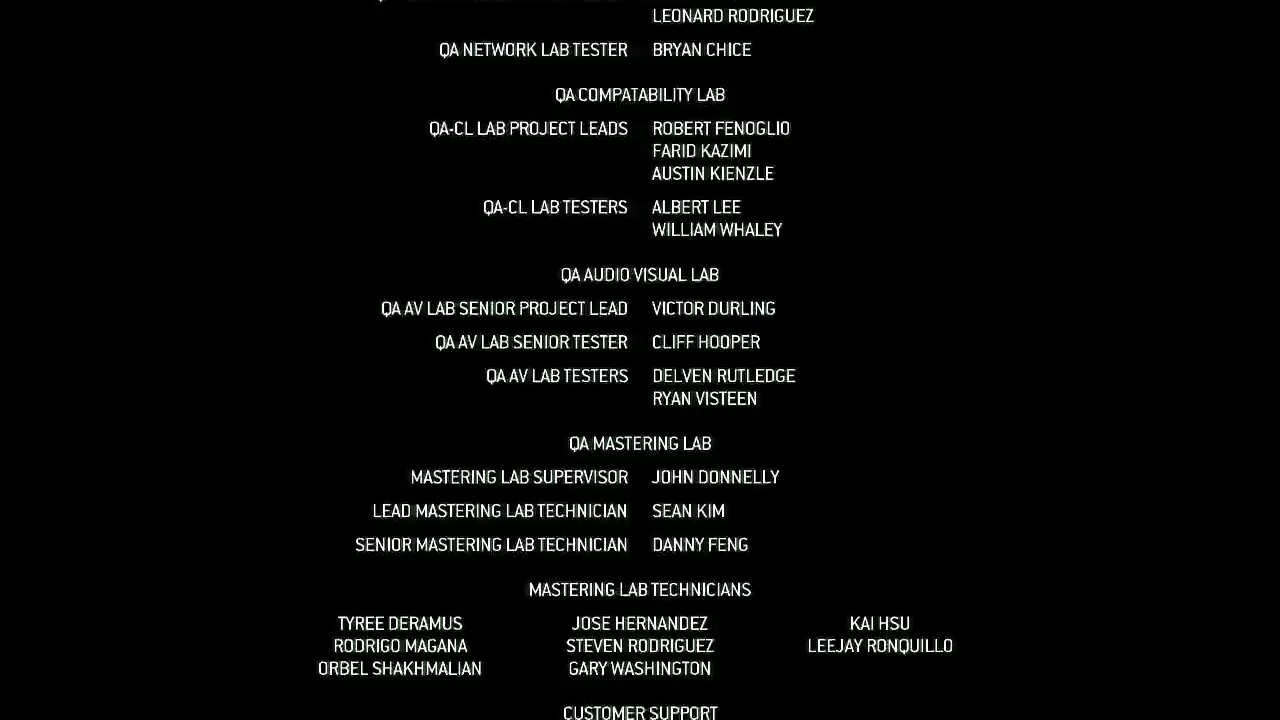 LEONARD RODRIGUEZ
QA NETWORK LAB TESTER BRYAN CHICE
QA COMPATABILITY LAB
QA-CL LAB PROJECT LEADS ROBERT FENOGLIO
FARID KAZIMI
AUSTIN KIENZLE
QA-CL LAB TESTERS ALBERT LEE
WILLIAM WHALEY
QA AUDIO VISUAL LAB
QA AV LAB SENIOR PROJECT LEAD VICTOR DURLING
QA AV LAB SENIOR TESTER CLIFF HOOPER
QA AV LAB TESTERS DELVEN RUTLEDGE
RYAN VISTEEN
QA MASTERING LAB
MASTERING LAB SUPERVISOR JOHN DONNELLY
LEAD MASTERING LAB TECHNICIAN SEAN KIM
SENIOR MASTERING LAB TECHNICIAN DANNY FENG
MASTERING LAB TECHNICIANS
TYREE DERAMUS JOSE HERNANDEZ KAI HSU
RODRIGO MAGANA STEVEN RODRIGUEZ LEEJAY RONQUILLO
ORBEL SHAKHMALIAN GARY WASHINGTON
CUSTOMER SUPPORT